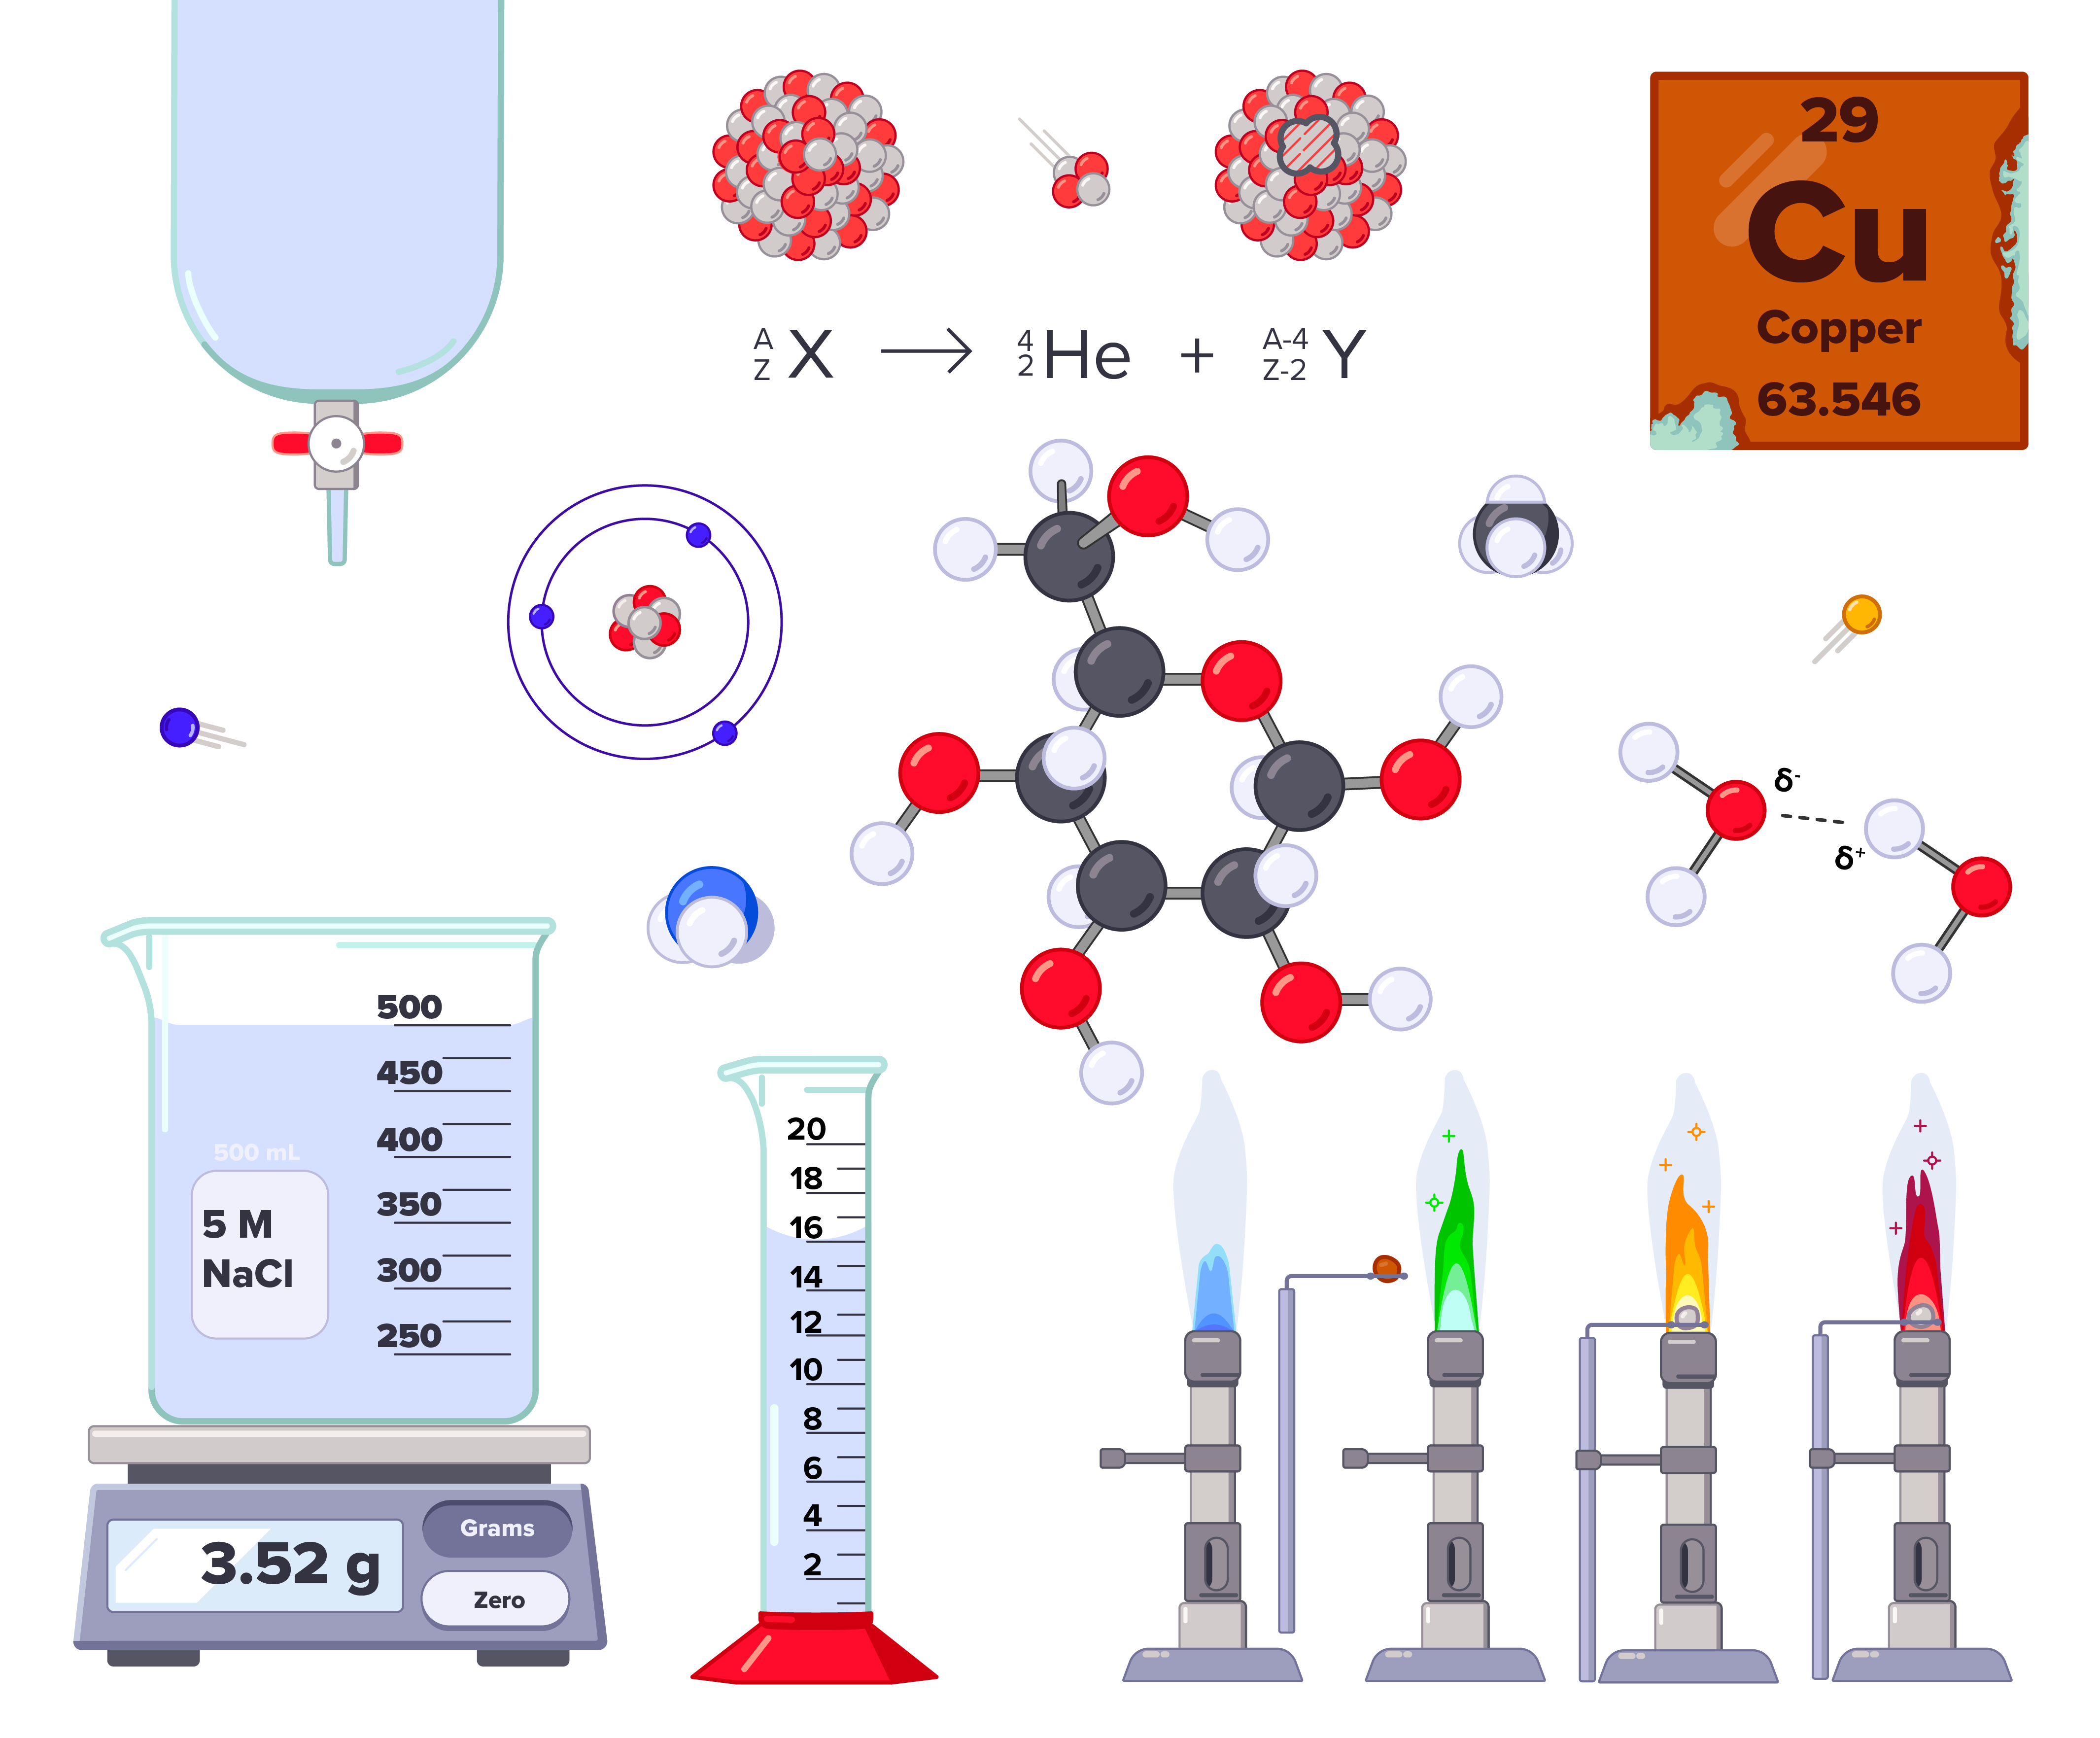 29
Cu
Copper
63.546
A
Z X → 4
2 He + A-4
Z-2 Y
δ-
δ+
500
450
400
350
300
250
500 mL
5 M
NaCl
3.52 g
Grams
Zero
20
18
16
14
12
10
8
6
4
2